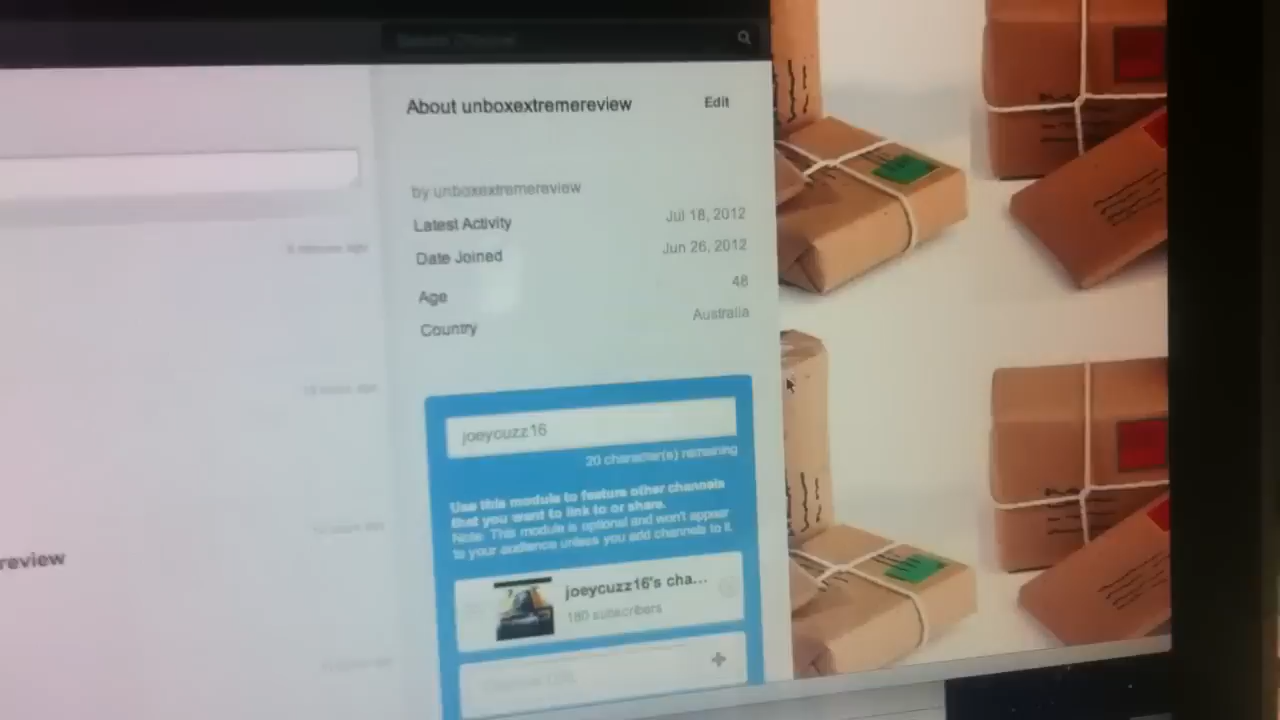 About unboxextremereview
Edit
by unboxextremereview
Latest Activity
Jul 18, 2012
Date Joined
Jun 26, 2012
Age
48
Country
Australia
joeycuzz16
20 character(s) remaining
Use this module to feature other channels
that you want to link to or share.
Note: This module is optional and won't appear
to your audience unless you add channels to it.
joeycuzz16's cha...
180 subscribers
review